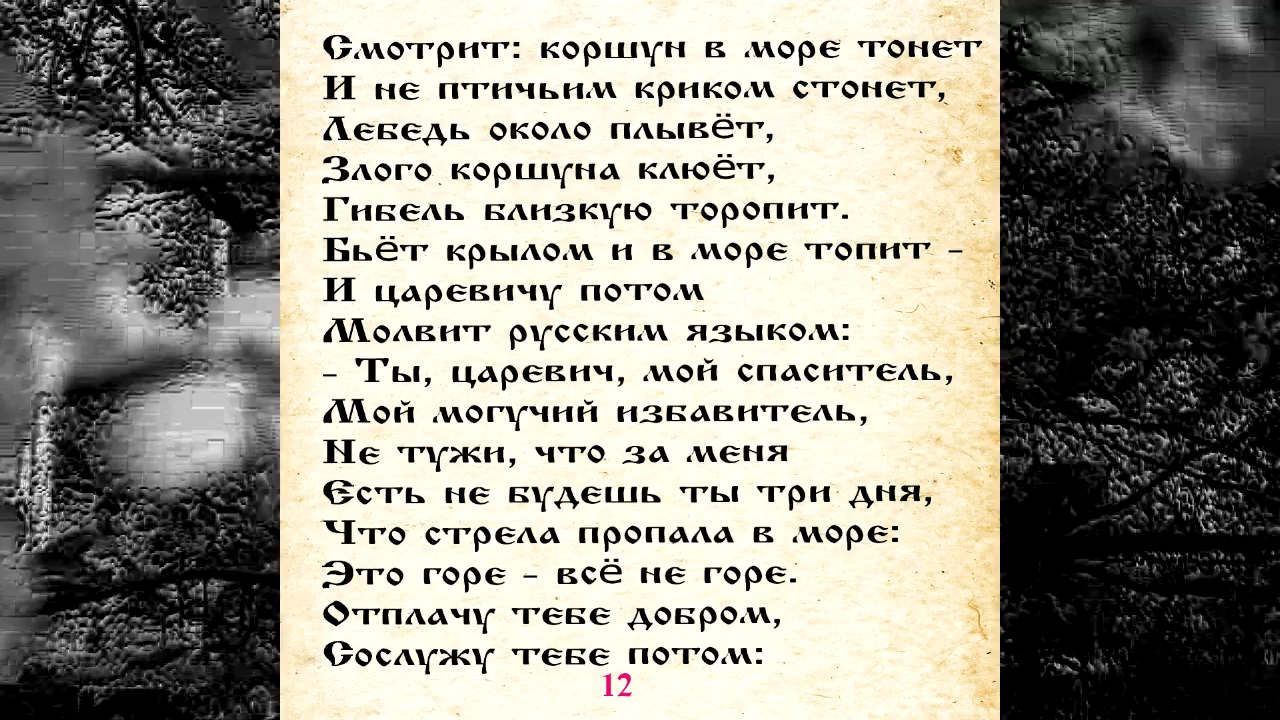 Смотрит: коршун в море тонет
И не птичьим криком стонет,
Лебедь около плывёт,
Злого коршуна клюёт,
Гибель близкую торопит.
Бьёт крылом и в море топит -
И царевичу потом
Молвит русским языком:
- Ты, царевич, мой спаситель,
Мой могучий избавитель,
Не тужи, что за меня
Есть не будешь ты три дня,
Что стрела пропала в море:
Это горе - всё не горе.
Отплачу тебе добром,
Сослужу тебе потом:
12